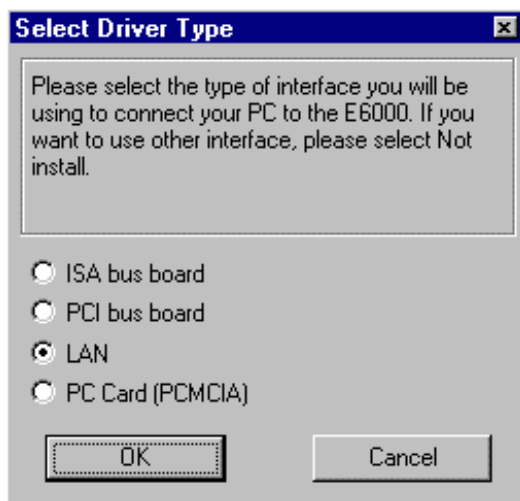 Select Driver Type
Please select the type of interface you will be
using to connect your PC to the E6000. If you
want to use other interface, please select Not
install.
ISA bus board
PCI bus board
LAN
PC Card (PCMCIA)
OK
Cancel